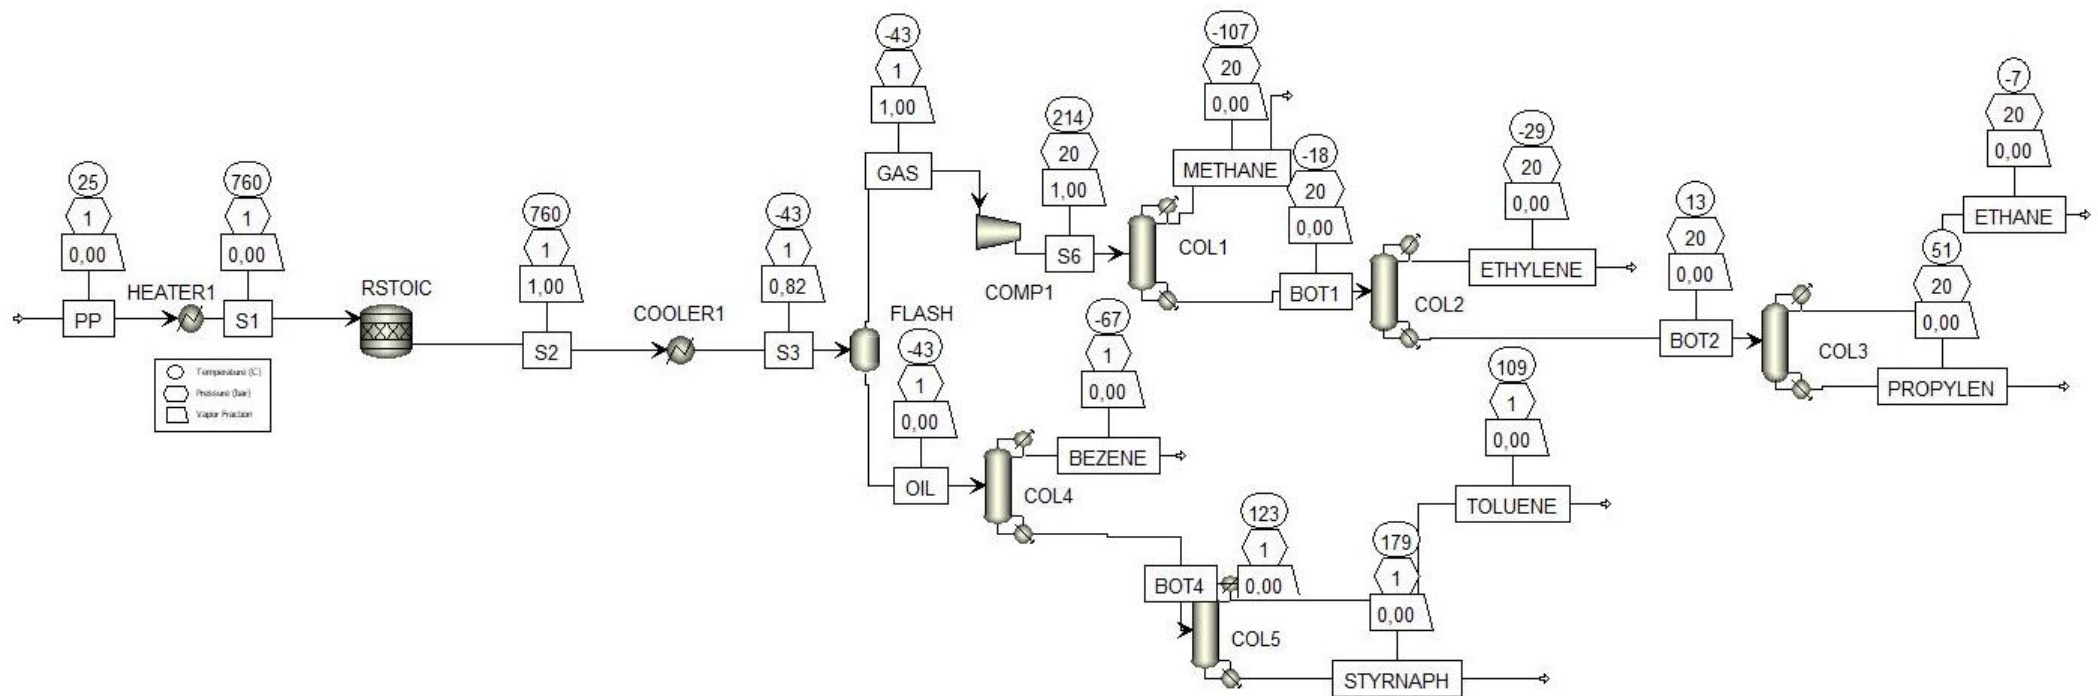 25
1
0,00
PP
HEATER1
760
1
0,00
S1
Temperature (C)
Pressure (bar)
Vapor Fraction
RSTOIC
760
1
1,00
S2
COOLER1
-43
1
0,82
S3
FLASH
-43
1
1,00
GAS
COMP1
214
20
1,00
S6
COL1
-107
20
0,00
METHANE
-18
20
0,00
BOT1
COL2
-29
20
0,00
ETHYLENE
13
20
0,00
BOT2
COL3
-7
20
0,00
ETHANE
51
20
0,00
PROPYLEN
-43
1
0,00
OIL
COL4
-67
1
0,00
BEZENE
123
1
0,00
BOT4
COL5
109
1
0,00
TOLUENE
179
1
0,00
STYRNAPH